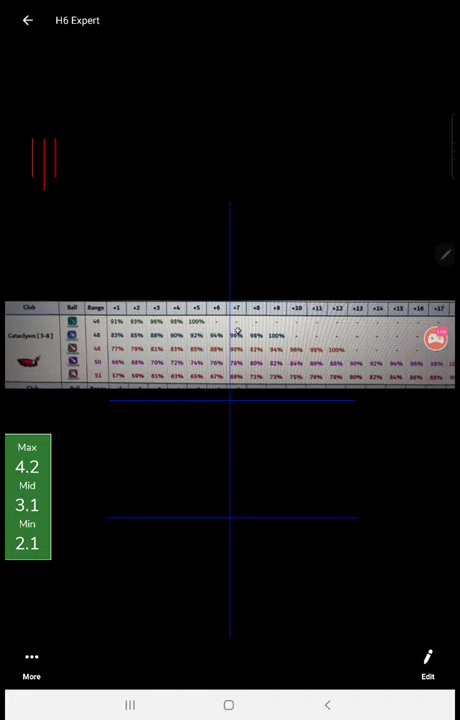 H6 Expert
Club Ball Range +1 +2 +3 +4 +5 +6 +7 +8 +9 +10 +11 +12 +13 +14 +15 +16 +17
46 91% 93% 96% 98% 100% - - - - - - - - - - - -
Cataclysm [3-8] 48 83% 85% 88% 90% 92% 94% 96% 98% 100% - - - - - - - -
48 77% 79% 81% 83% 85% 88% 90% 92% 94% 96% 98% 100% - - - - -
50 66% 68% 70% 72% 74% 76% 78% 80% 82% 84% 86% 88% 90% 92% 94% 96% 98%
51 57% 59% 63% 65% 67% 69% 71% 73% 78% 80% 82% 84% 86% 88%
Max
4.2
Mid
3.1
Min
2.1
More
Edit